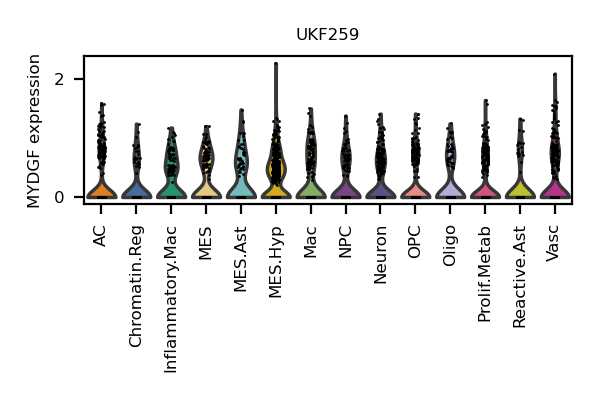 UKF259
MYDGF expression
2
0
AC
Chromatin.Reg
Inflammatory.Mac
MES
MES.Ast
MES.Hyp
Mac
NPC
Neuron
OPC
Oligo
Prolif.Metab
Reactive.Ast
Vasc